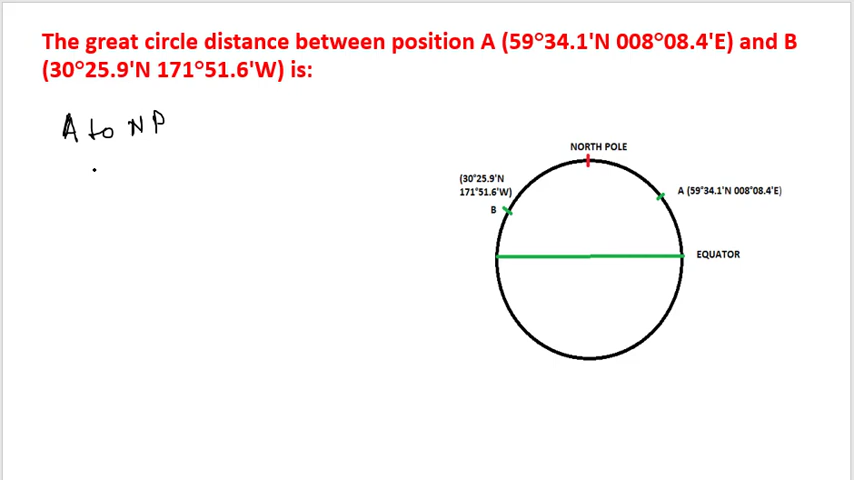 The great circle distance between position A (59°34.1'N 008°08.4'E) and B
(30°25.9'N 171°51.6'W) is:
A to NP
NORTH POLE
(30°25.9'N
171°51.6'W)
B
A (59°34.1'N 008°08.4'E)
EQUATOR